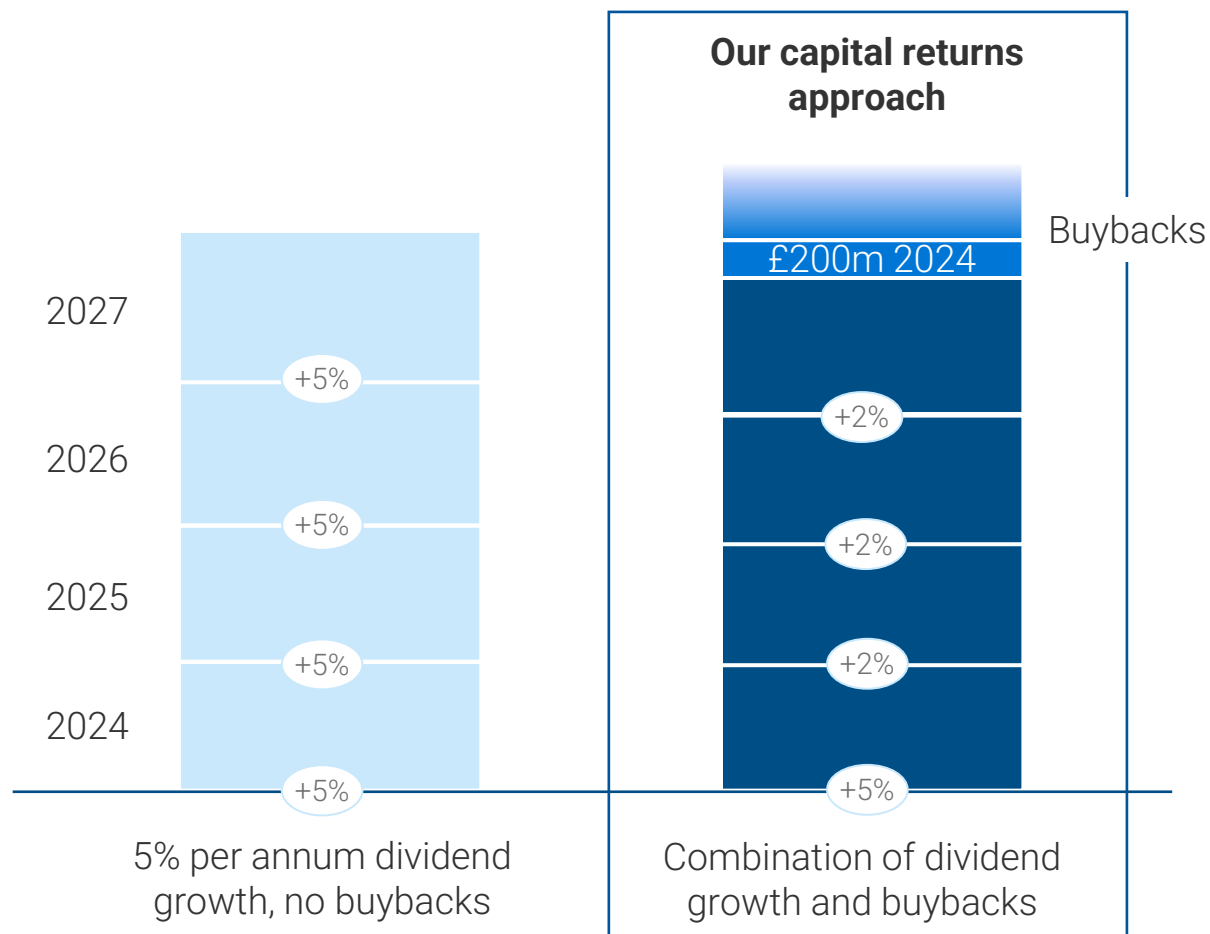 Our capital returns
approach
Buybacks
£200m 2024
2027
+5%
+2%
2026
+5%
+2%
2025
+5%
+2%
2024
+5%
+5%
5% per annum dividend
growth, no buybacks
Combination of dividend
growth and buybacks